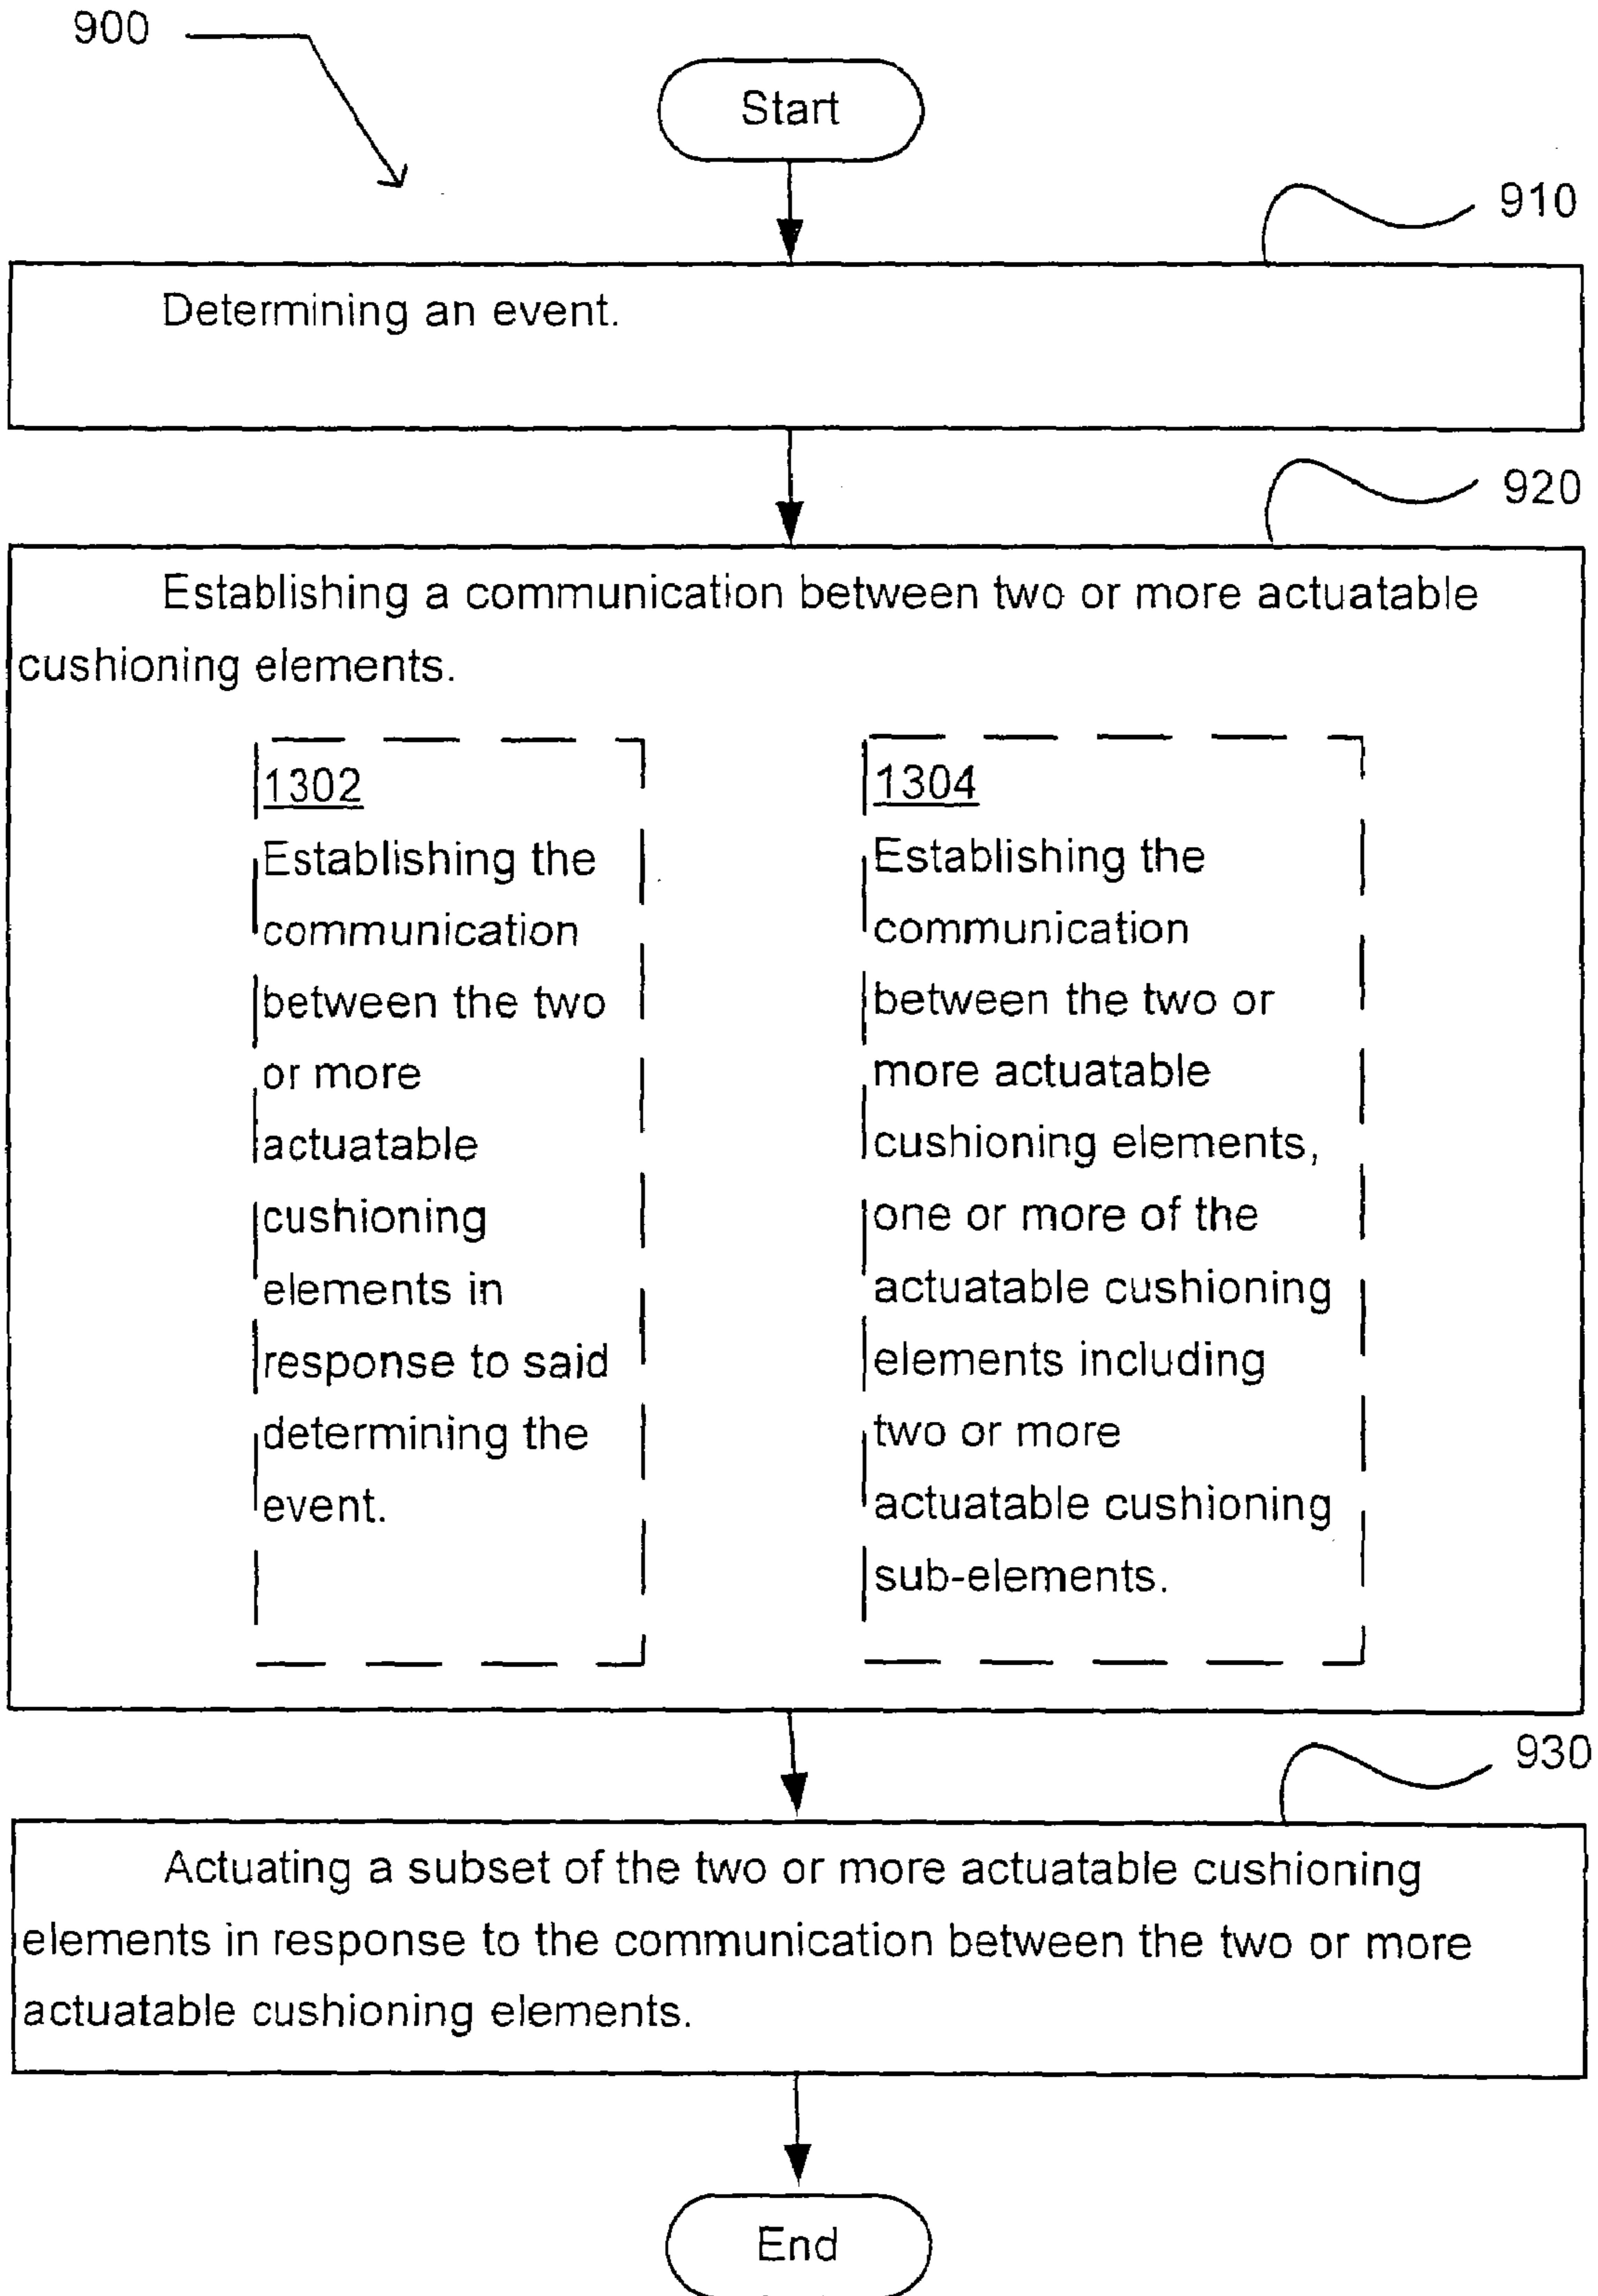 900
Start
910
Determining an event.
920
Establishing a communication between two or more actuatable
cushioning elements.
1302
Establishing the
communication
between the two
or more
actuatable
cushioning
elements in
response to said
determining the
event.
1304
Establishing the
communication
between the two or
more actuatable
cushioning elements,
one or more of the
actuatable cushioning
elements including
two or more
actuatable cushioning
sub-elements.
930
Actuating a subset of the two or more actuatable cushioning
elements in response to the communication between the two or more
actuatable cushioning elements.
End